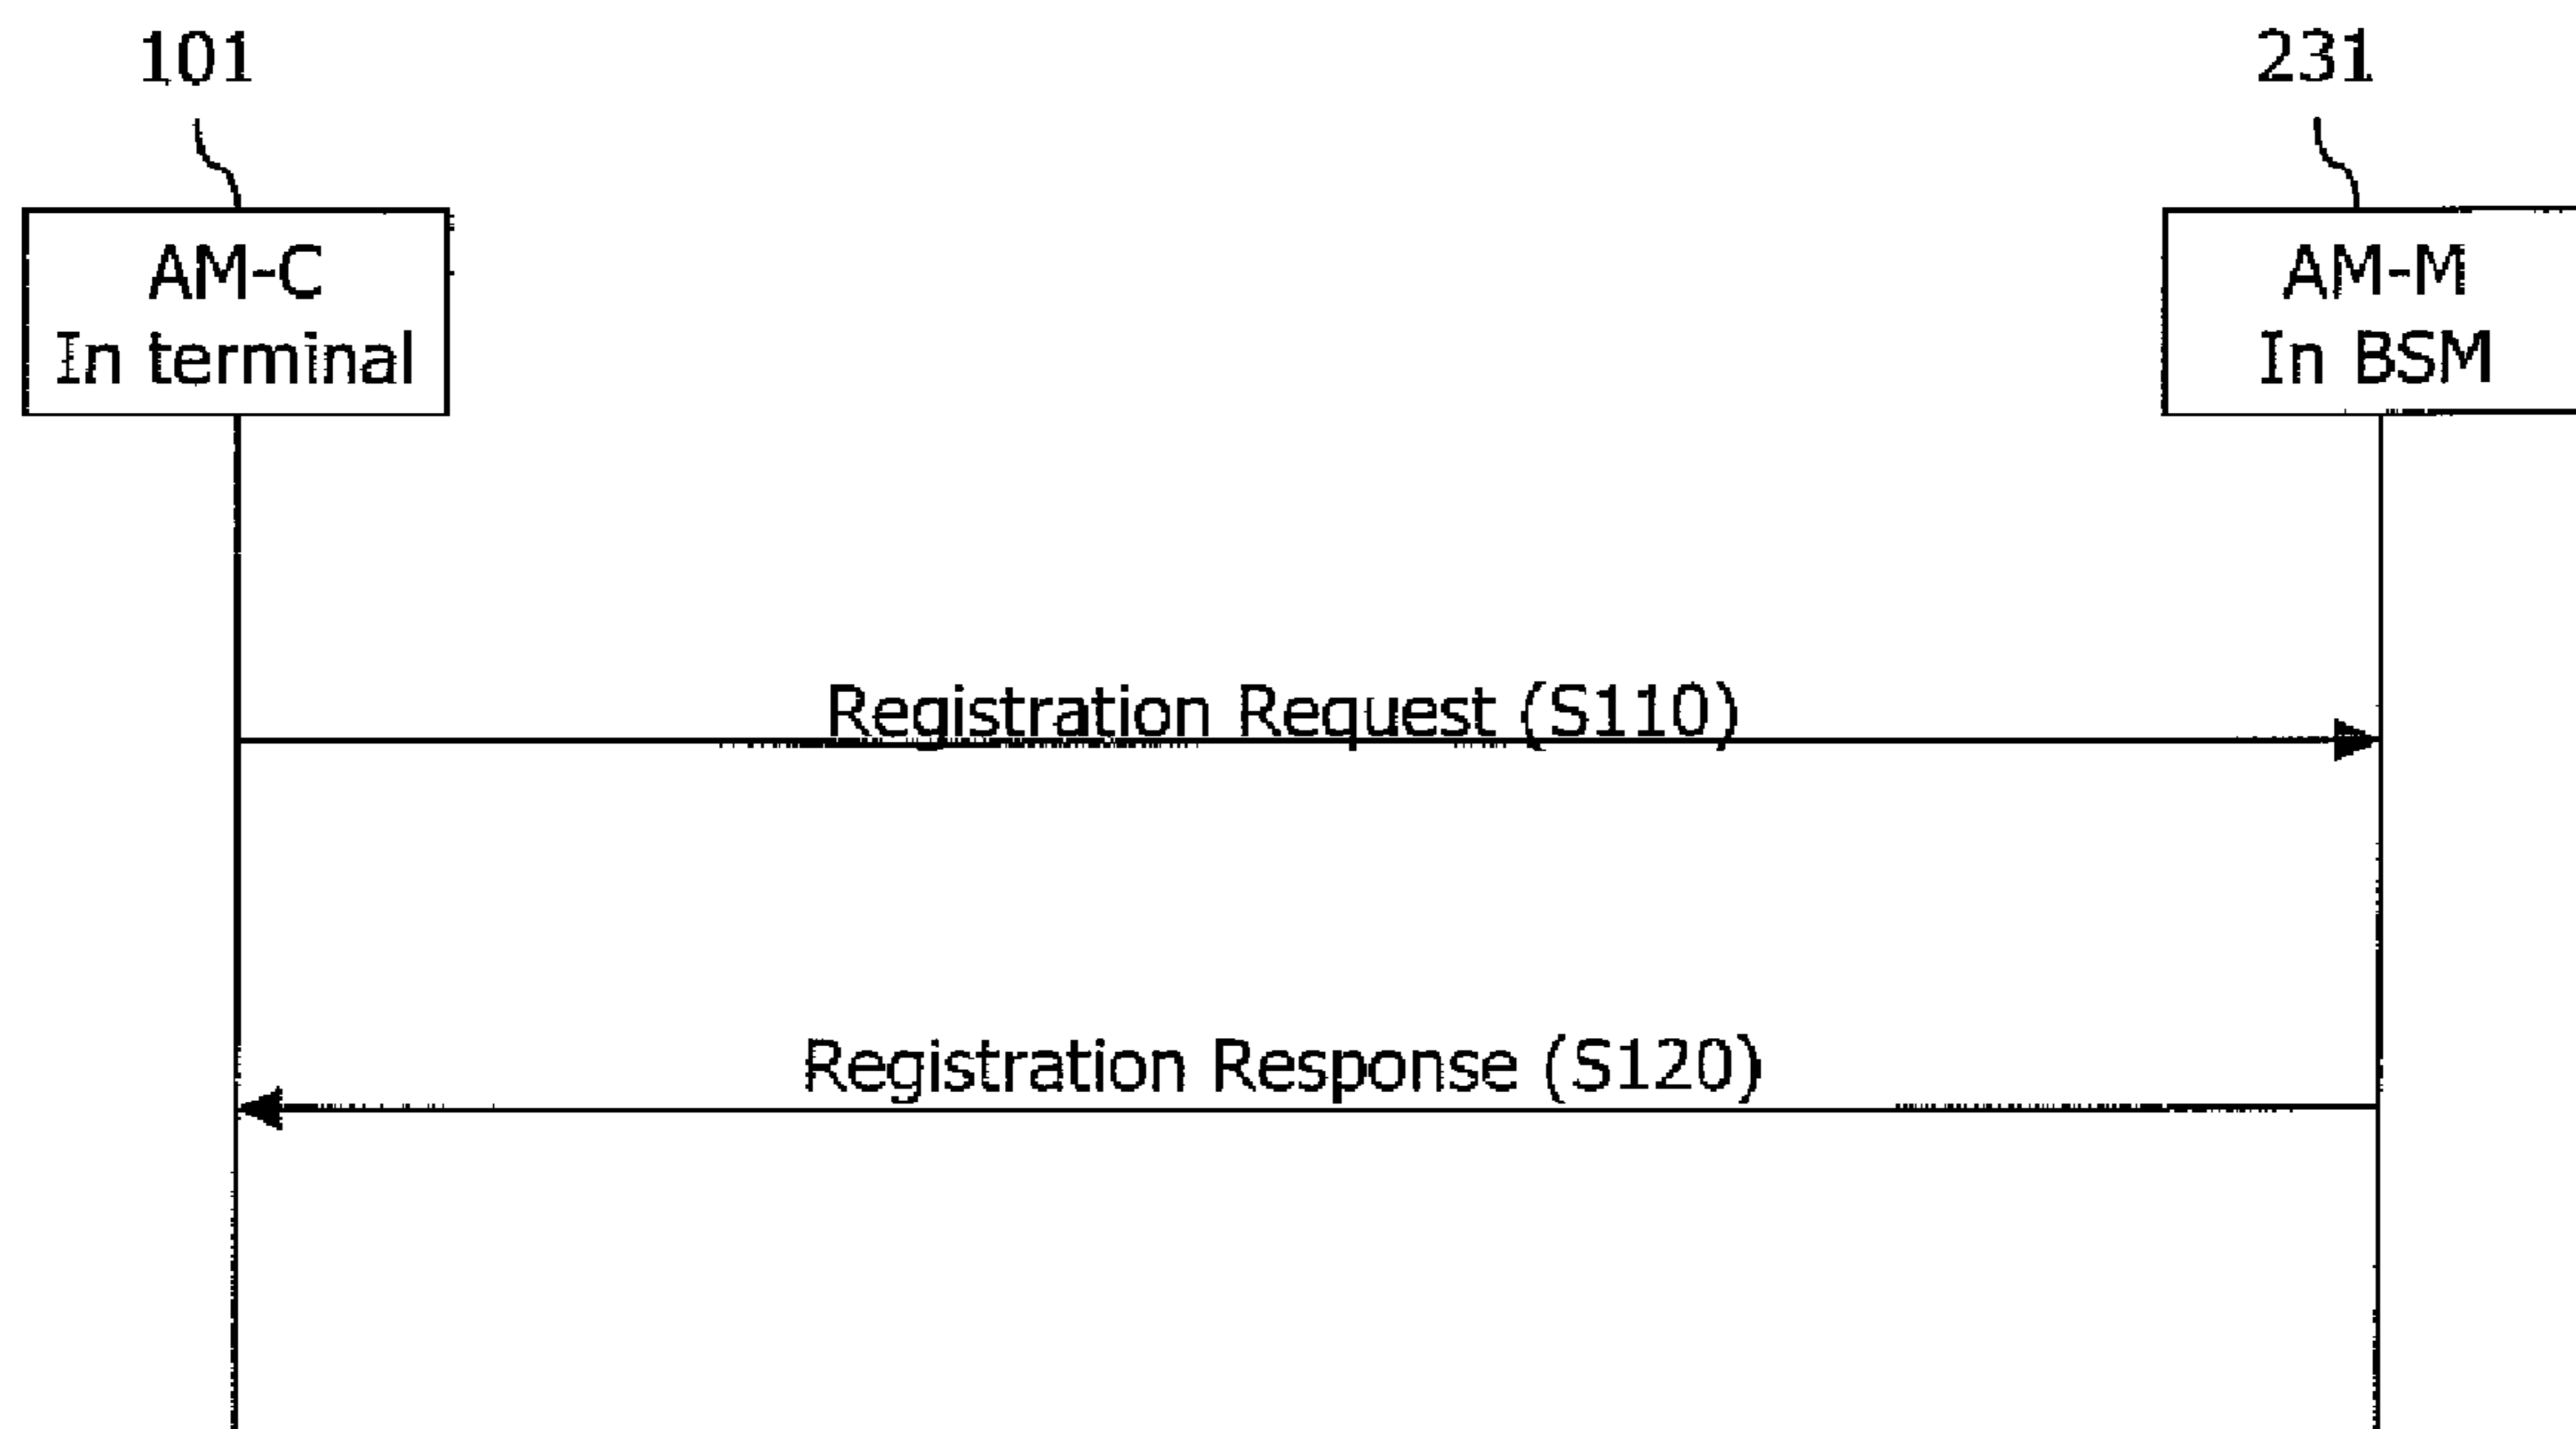 101
231
AM-C
In terminal
AM-M
In BSM
Registration Request (S110)
Registration Response (S120)